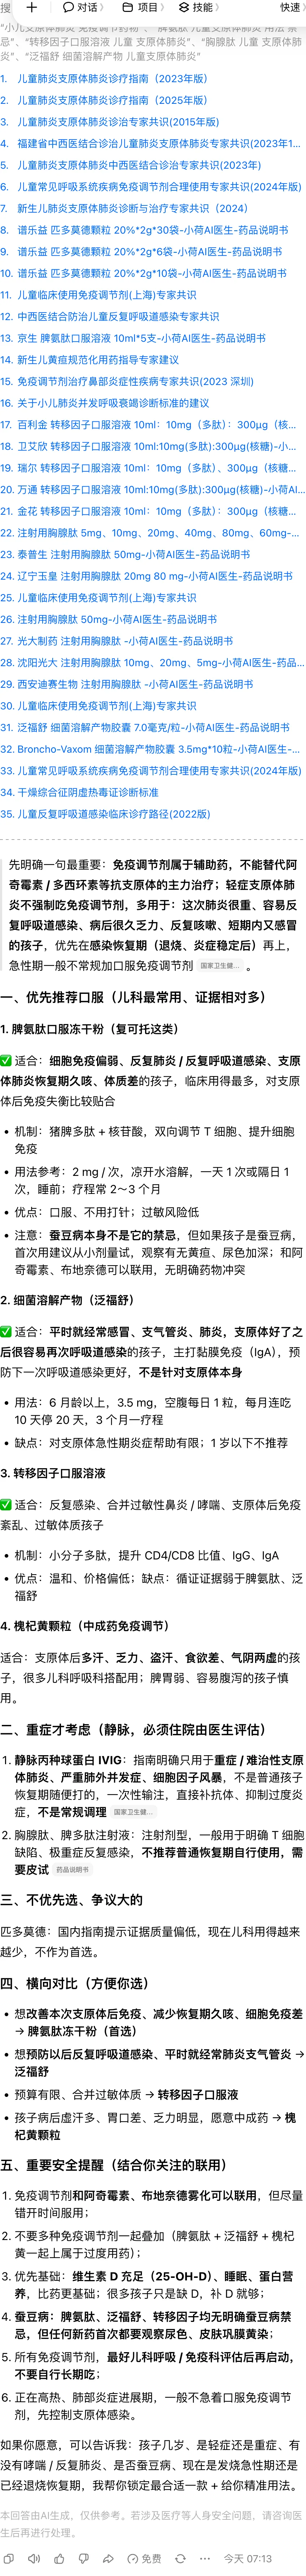 搜
对话
项目
技能
快速
“小儿支原体肺炎 免疫调节药物”、“脾氨肽 儿童支原体肺炎 用法 禁
忌”、“转移因子口服溶液 儿童 支原体肺炎”、“胸腺肽 儿童 支原体肺
炎”、“泛福舒 细菌溶解产物 儿童支原体肺炎”
1. 儿童肺炎支原体肺炎诊疗指南（2023年版）
2. 儿童肺炎支原体肺炎诊疗指南（2025年版）
3. 儿童肺炎支原体肺炎诊治专家共识(2015年版)
4. 福建省中西医结合诊治儿童肺炎支原体肺炎专家共识(2023年1...
5. 儿童肺炎支原体肺炎中西医结合诊治专家共识(2023年)
6. 儿童常见呼吸系统疾病免疫调节剂合理使用专家共识(2024年版)
7. 新生儿肺炎支原体肺炎诊断与治疗专家共识（2024）
8. 谱乐益 匹多莫德颗粒 20%*2g*30袋-小荷AI医生-药品说明书
9. 谱乐益 匹多莫德颗粒 20%*2g*6袋-小荷AI医生-药品说明书
10. 谱乐益 匹多莫德颗粒 20%*2g*10袋-小荷AI医生-药品说明书
11. 儿童临床使用免疫调节剂(上海)专家共识
12. 中西医结合防治儿童反复呼吸道感染专家共识
13. 京生 脾氨肽口服溶液 10ml*5支-小荷AI医生-药品说明书
14. 新生儿黄疸规范化用药指导专家建议
15. 免疫调节剂治疗鼻部炎症性疾病专家共识(2023 深圳)
16. 关于小儿肺炎并发呼吸衰竭诊断标准的建议
17. 百利金 转移因子口服溶液 10ml：10mg（多肽）：300μg（核...
18. 卫艾欣 转移因子口服溶液 10ml:10mg(多肽):300μg(核糖)-小...
19. 瑞尔 转移因子口服溶液 10ml：10mg（多肽）、300μg（核糖...
20. 万通 转移因子口服溶液 10ml:10mg(多肽):300μg(核糖)-小荷AI...
21. 金花 转移因子口服溶液 10ml：10mg（多肽）：300μg（核糖...
22. 注射用胸腺肽 5mg、10mg、20mg、40mg、80mg、60mg-...
23. 泰普生 注射用胸腺肽 50mg-小荷AI医生-药品说明书
24. 辽宁玉皇 注射用胸腺肽 20mg 80 mg-小荷AI医生-药品说明书
25. 儿童临床使用免疫调节剂(上海)专家共识
26. 注射用胸腺肽 50mg-小荷AI医生-药品说明书
27. 光大制药 注射用胸腺肽 -小荷AI医生-药品说明书
28. 沈阳光大 注射用胸腺肽 10mg、20mg、5mg-小荷AI医生-药品...
29. 西安迪赛生物 注射用胸腺肽 -小荷AI医生-药品说明书
30. 儿童临床使用免疫调节剂(上海)专家共识
31. 泛福舒 细菌溶解产物胶囊 7.0毫克/粒-小荷AI医生-药品说明书
32. Broncho-Vaxom 细菌溶解产物胶囊 3.5mg*10粒-小荷AI医生-...
33. 儿童常见呼吸系统疾病免疫调节剂合理使用专家共识(2024年版)
34. 干燥综合征阴虚热毒证诊断标准
35. 儿童反复呼吸道感染临床诊疗路径(2022版)
先明确一句最重要：免疫调节剂属于辅助药，不能替代阿
奇霉素 / 多西环素等抗支原体的主力治疗；轻症支原体肺
炎不强制吃免疫调节剂，多用于：这次肺炎很重、容易反
复呼吸道感染、病后很久乏力、反复咳嗽、短期内又感冒
的孩子，优先在感染恢复期（退烧、炎症稳定后）再上，
急性期一般不常规加口服免疫调节剂 国家卫生健... 。
一、优先推荐口服（儿科最常用、证据相对多）
1. 脾氨肽口服冻干粉（复可托这类）
✅ 适合：细胞免疫偏弱、反复肺炎 / 反复呼吸道感染、支原
体肺炎恢复期久咳、体质差的孩子，临床用得最多，对支原
体后免疫失衡比较贴合
• 机制：猪脾多肽 + 核苷酸，双向调节 T 细胞、提升细胞
免疫
• 用法参考：2 mg / 次，凉开水溶解，一天 1 次或隔日 1
次，睡前；疗程常 2～3 个月
• 优点：口服、不用打针；过敏风险低
• 注意：蚕豆病本身不是它的禁忌，但如果孩子是蚕豆病，
首次用建议从小剂量试，观察有无黄疸、尿色加深；和阿
奇霉素、布地奈德可以联用，无明确药物冲突
2. 细菌溶解产物（泛福舒）
✅ 适合：平时就经常感冒、支气管炎、肺炎，支原体好了之
后很容易再次呼吸道感染的孩子，主打黏膜免疫（IgA），预
防下一次呼吸道感染更好，不是针对支原体本身
• 用法：6 月龄以上，3.5 mg，空腹每日 1 粒，每月连吃
10 天停 20 天，3 个月一疗程
• 缺点：对支原体急性期炎症帮助有限；1 岁以下不推荐
3. 转移因子口服溶液
✅ 适合：反复感染、合并过敏性鼻炎 / 哮喘、支原体后免疫
紊乱、过敏体质孩子
• 机制：小分子多肽，提升 CD4/CD8 比值、IgG、IgA
• 优点：温和、价格偏低；缺点：循证证据弱于脾氨肽、泛
福舒
4. 槐杞黄颗粒（中成药免疫调节）
适合：支原体后多汗、乏力、盗汗、食欲差、气阴两虚的孩
子，很多儿科呼吸科搭配用；脾胃弱、容易腹泻的孩子慎
用。
二、重症才考虑（静脉，必须住院由医生评估）
1. 静脉丙种球蛋白 IVIG：指南明确只用于重症 / 难治性支原
体肺炎、严重肺外并发症、细胞因子风暴，不是普通孩子
恢复期随便打的，一次性输注，直接补抗体、抑制过度炎
症，不是常规调理 国家卫生健...
2. 胸腺肽、脾多肽注射液：注射剂型，一般用于明确 T 细胞
缺陷、极重症反复感染，不推荐普通恢复期自行使用，需
要皮试 药品说明书
三、不优先选、争议大的
匹多莫德：国内指南提示证据质量偏低，现在儿科用得越来
越少，不作为首选。
四、横向对比（方便你选）
• 想改善本次支原体后免疫、减少恢复期久咳、细胞免疫差
→ 脾氨肽冻干粉（首选）
• 想预防以后反复呼吸道感染、平时就经常肺炎支气管炎 →
泛福舒
• 预算有限、合并过敏体质 → 转移因子口服液
• 孩子病后虚汗多、胃口差、乏力明显，愿意中成药 → 槐
杞黄颗粒
五、重要安全提醒（结合你关注的联用）
1. 免疫调节剂和阿奇霉素、布地奈德雾化可以联用，但尽量
错开时间服用；
2. 不要多种免疫调节剂一起叠加（脾氨肽 + 泛福舒 + 槐杞
黄一起上属于过度用药）；
3. 优先基础：维生素 D 充足（25-OH-D）、睡眠、蛋白营
养，比药更基础；很多孩子只是缺 D，补 D 就够；
4. 蚕豆病：脾氨肽、泛福舒、转移因子均无明确蚕豆病禁
忌，但任何新药首次都要观察尿色、皮肤巩膜黄染；
5. 所有免疫调节剂，最好儿科呼吸 / 免疫科评估后再启动，
不要自行长期吃；
6. 正在高热、肺部炎症进展期，一般不急着口服免疫调节
剂，先控制支原体感染。
如果你愿意，可以告诉我：孩子几岁、是轻症还是重症、有
没有哮喘 / 反复肺炎、是否蚕豆病、现在是发烧急性期还是
已经退烧恢复期，我帮你锁定最合适一款 + 给你精准用法。
本回答由AI生成，仅供参考。若涉及医疗等人身安全问题，请咨询医
生后再进行处理。
免费
今天 07:13